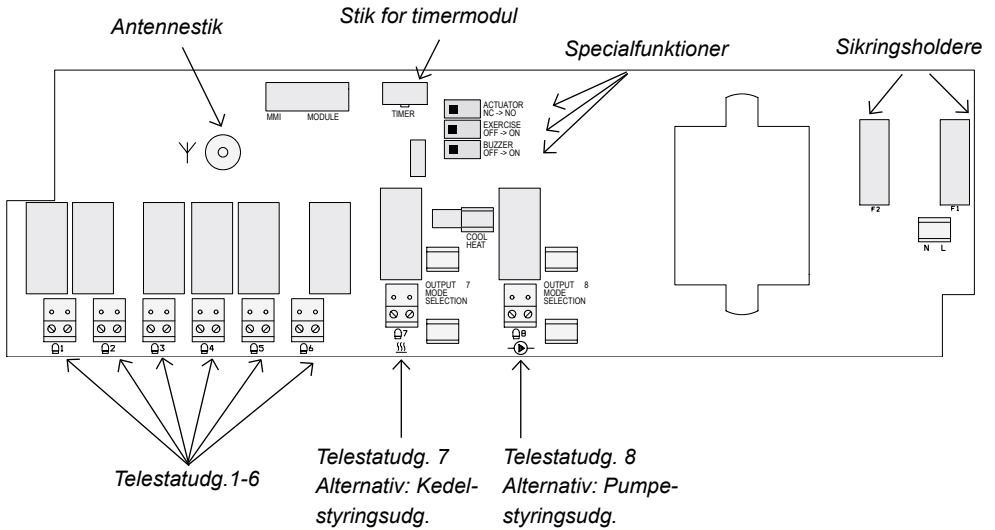 Antennestik
Stik for timermodul
Specialfunktioner
Sikringsholdere
MMI MODULE
TIMER
ACTUATOR
NC -> NO
EXERCISE
OFF -> ON
BUZZER
OFF -> ON
F2
F1
N L
COOL
HEAT
OUTPUT 7
MODE
SELECTION
OUTPUT 8
MODE
SELECTION
1
2
3
4
5
6
7
8
Telestatudg.1-6
Telestatudg. 7
Alternativ: Kedel-
styringsudg.
Telestatudg. 8
Alternativ: Pumpe-
styringsudg.